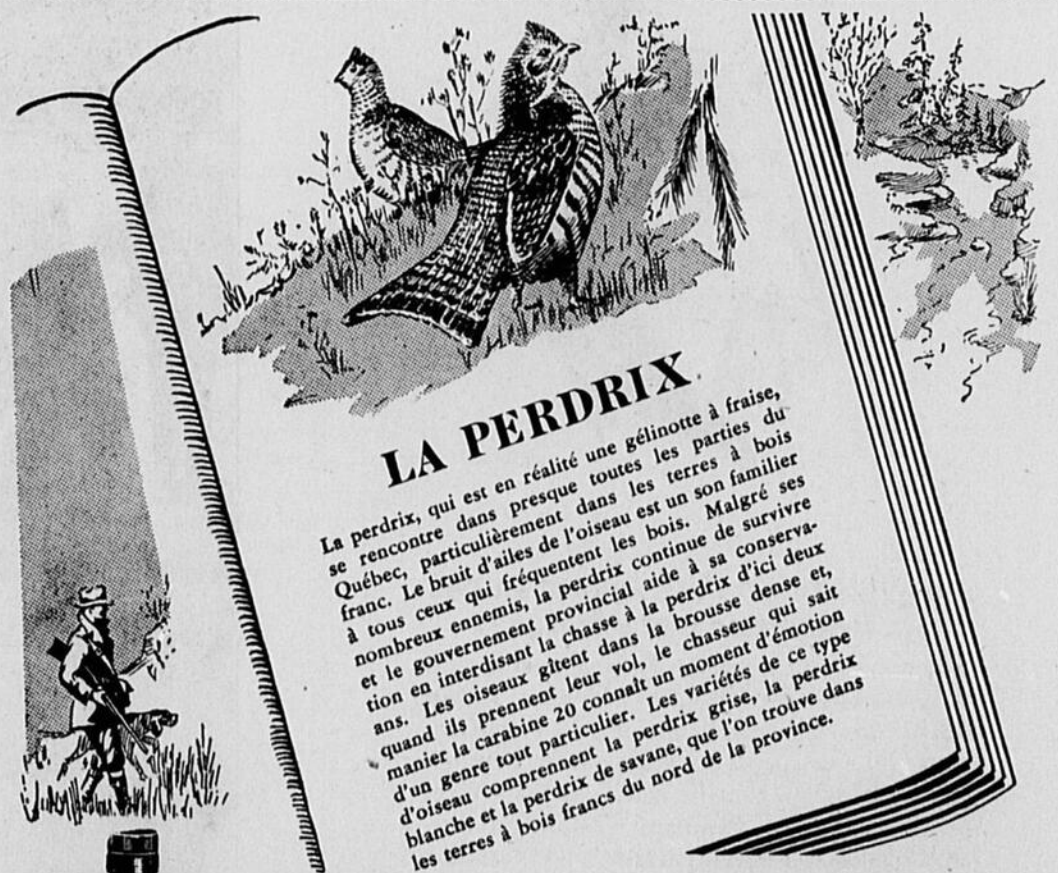 LA PERDRIX
La perdrix, qui est en réalité une gélinotte à fraise,
se rencontre dans presque toutes les parties du
Québec, particulièrement dans les terres à bois
franc. Le bruit d'ailes de l'oiseau est un son familier
à tous ceux qui fréquentent les bois. Malgré ses
nombreux ennemis, la perdrix continue de survivre
et le gouvernement provincial aide à sa conserva-
tion en interdisant la chasse à la perdrix d'ici deux
ans. Les oiseaux gîtent dans la brousse dense et,
quand ils prennent leur vol, le chasseur qui sait
manier la carabine 20 connaît un moment d'émotion
d'un genre tout particulier. Les variétés de ce type
d'oiseau comprennent la perdrix grise, la perdrix
blanche et la perdrix de savane, que l'on trouve dans
les terres à bois francs du nord de la province.